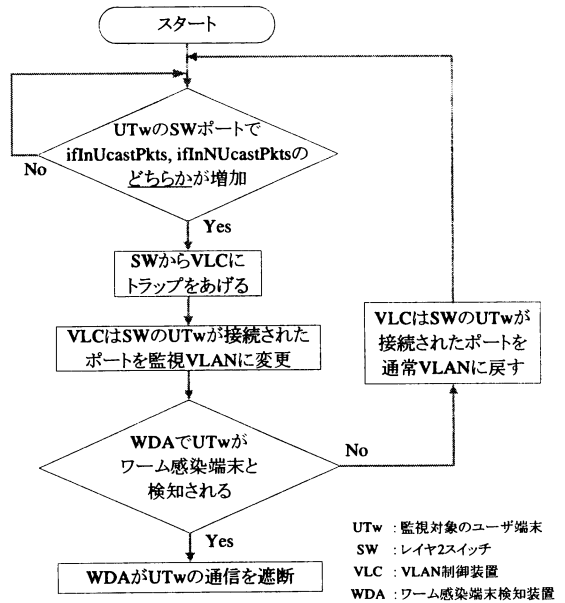 スタート
UTwのSWポートで
ifInUcastPkts, ifInNUcastPktsの
どちらかが増加
No
Yes
SWからVLCに
トラップをあげる
VLCはSWのUTwが接続された
ポートを監視VLANに変更
VLCはSWのUTwが
接続されたポートを
通常VLANに戻す
WDAでUTwが
ワーム感染端末と
検知される
No
Yes
WDAがUTwの通信を遮断
UTw : 監視対象のユーザ端末
SW : レイヤ2スイッチ
VLC : VLAN制御装置
WDA : ワーム感染端末検知装置